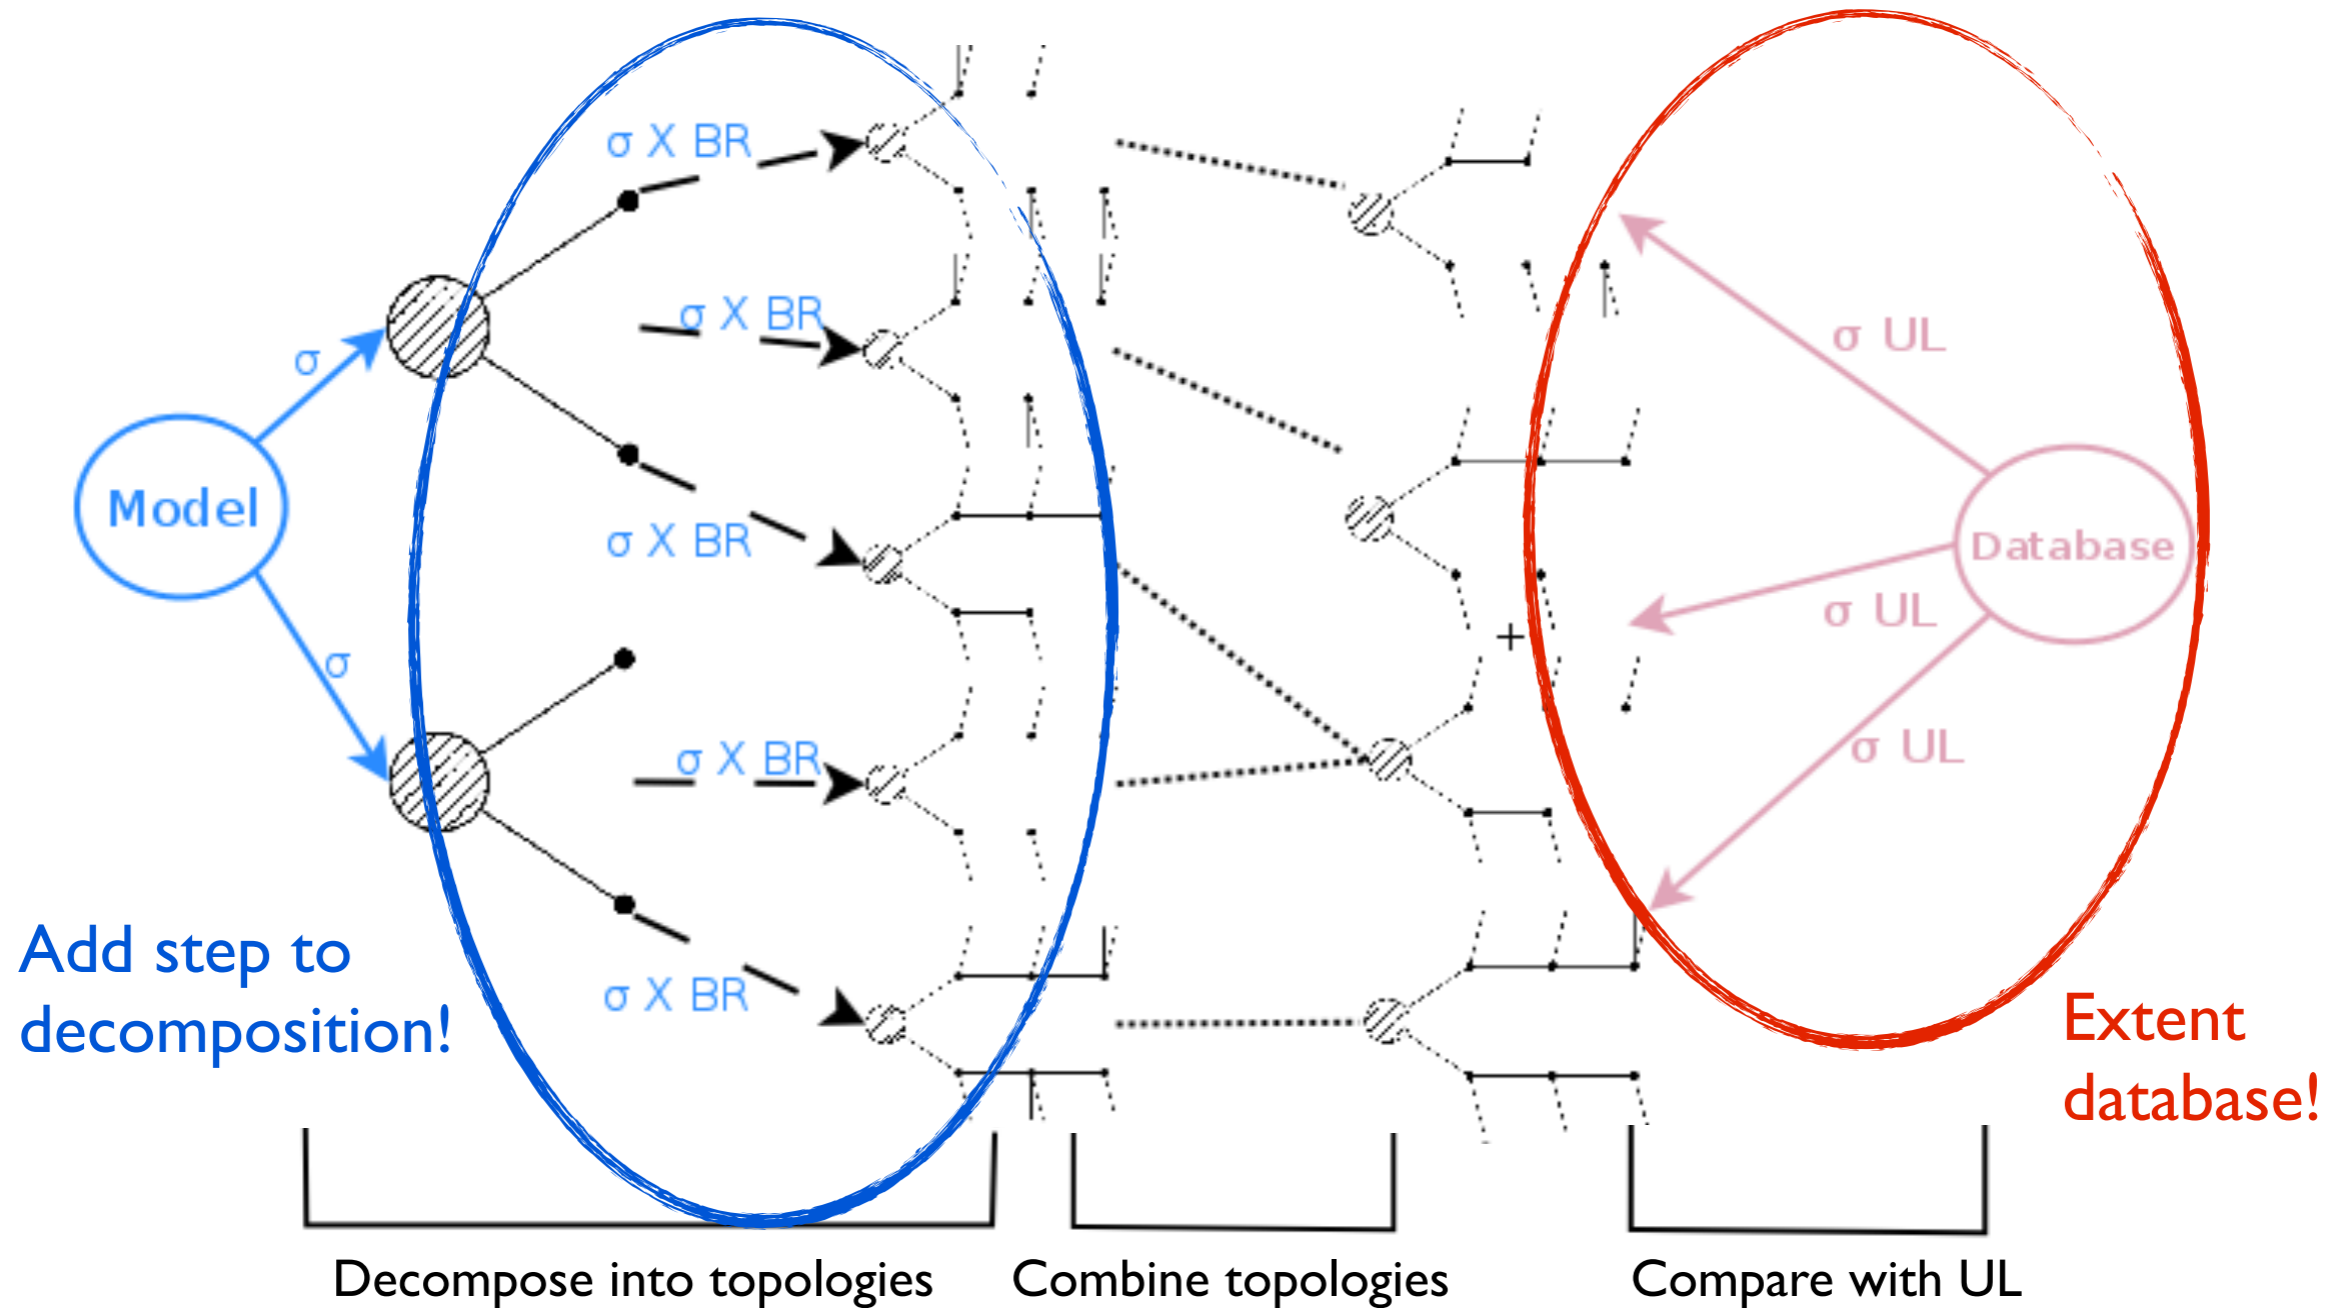 σ X BR
σ X BR
σ
σ UL
Model
σ X BR
Database
σ UL
+
σ
σ X BR
σ UL
Add step to
decomposition!
σ X BR
Extent
database!
Decompose into topologies
Combine topologies
Compare with UL